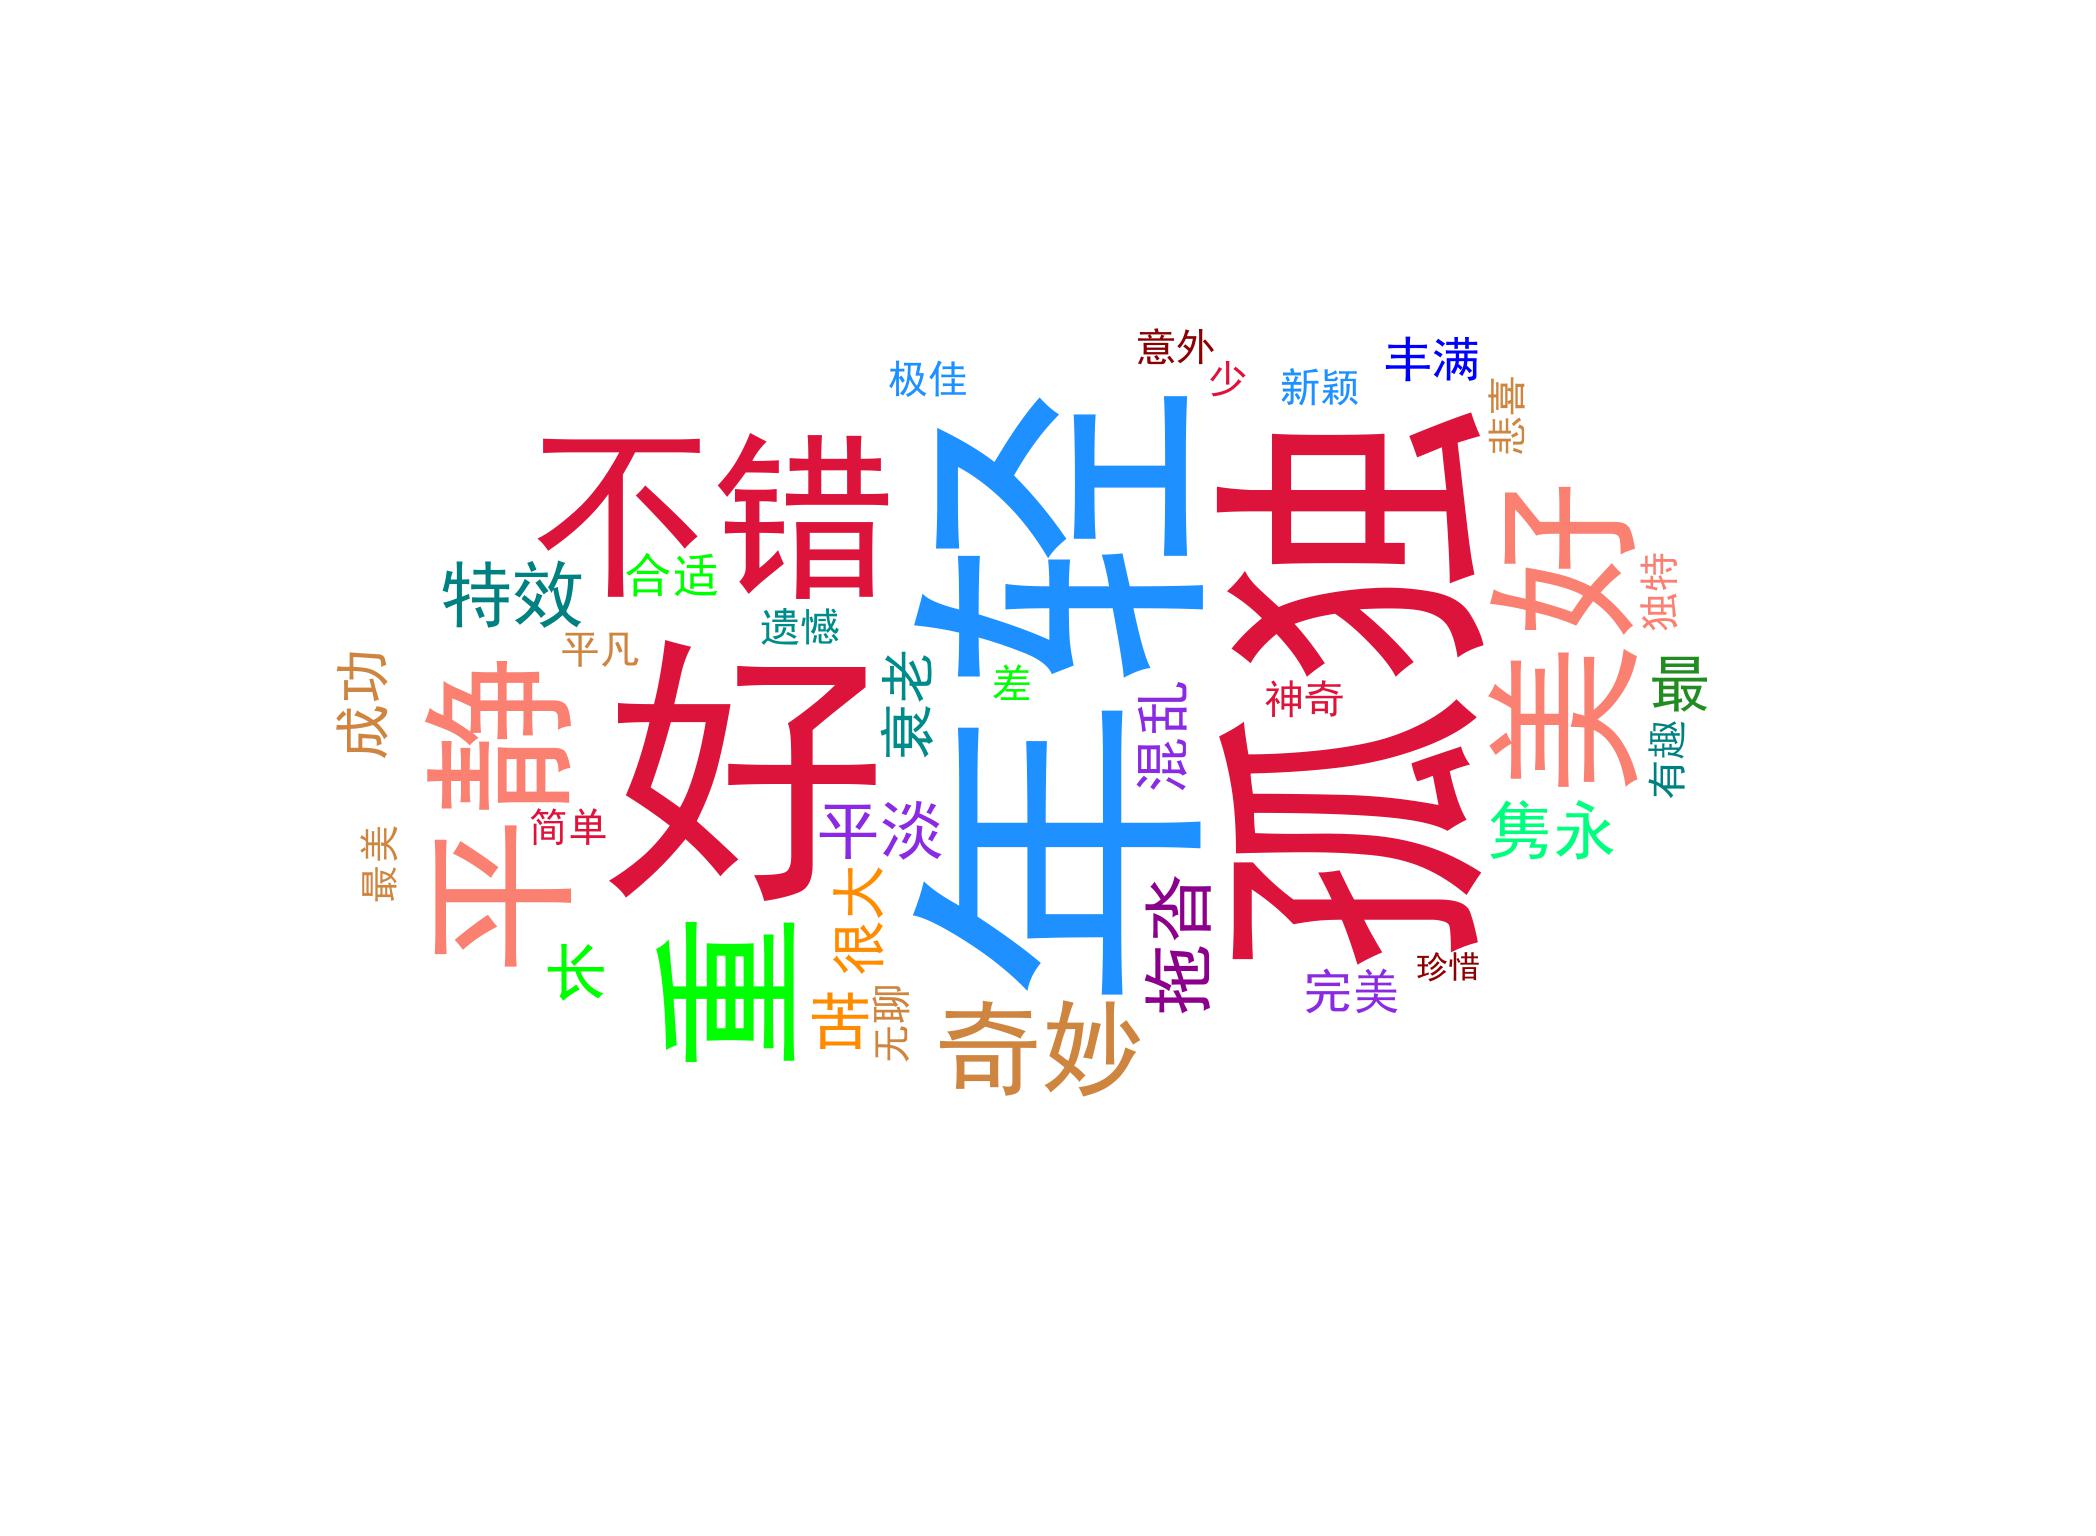 意外
极佳
少
新颖
丰满
悲喜
不错
年轻
孤独
美好
独特
特效
合适
遗憾
平凡
成功
平静
好
衰老
差
混乱
神奇
最
有趣
简单
平淡
隽永
最美
很大
拖沓
长
重
苦
无聊
奇妙
完美
珍惜